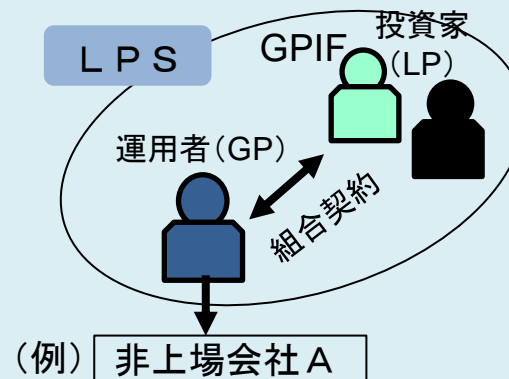 LPS
GPIF
投資家
(LP)
運用者(GP)
組合契約
(例)
非上場会社A